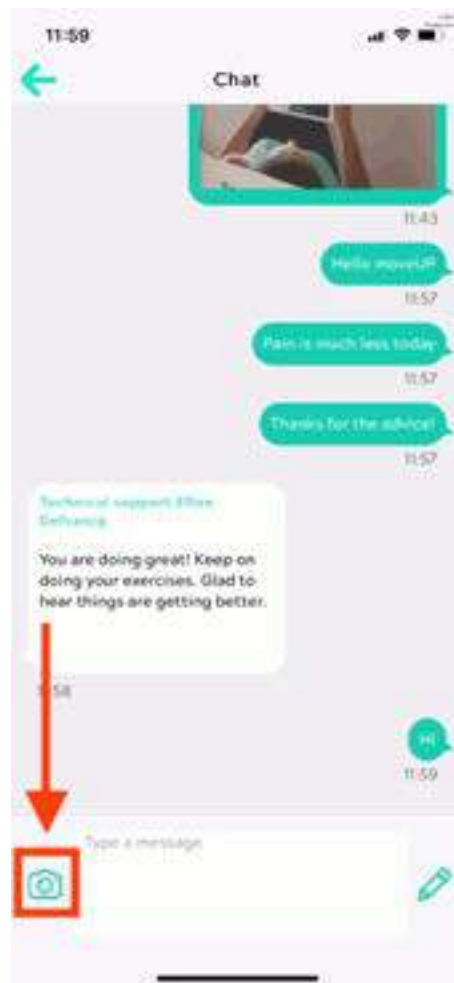 11:59
Chat
11:43
Hello moveUP
11:57
Pain is much less today
11:57
Thanks for the advice!
11:57
Technical support
You are doing great! Keep on
doing your exercises. Glad to
hear things are getting better.
Hi
11:59
Type a message